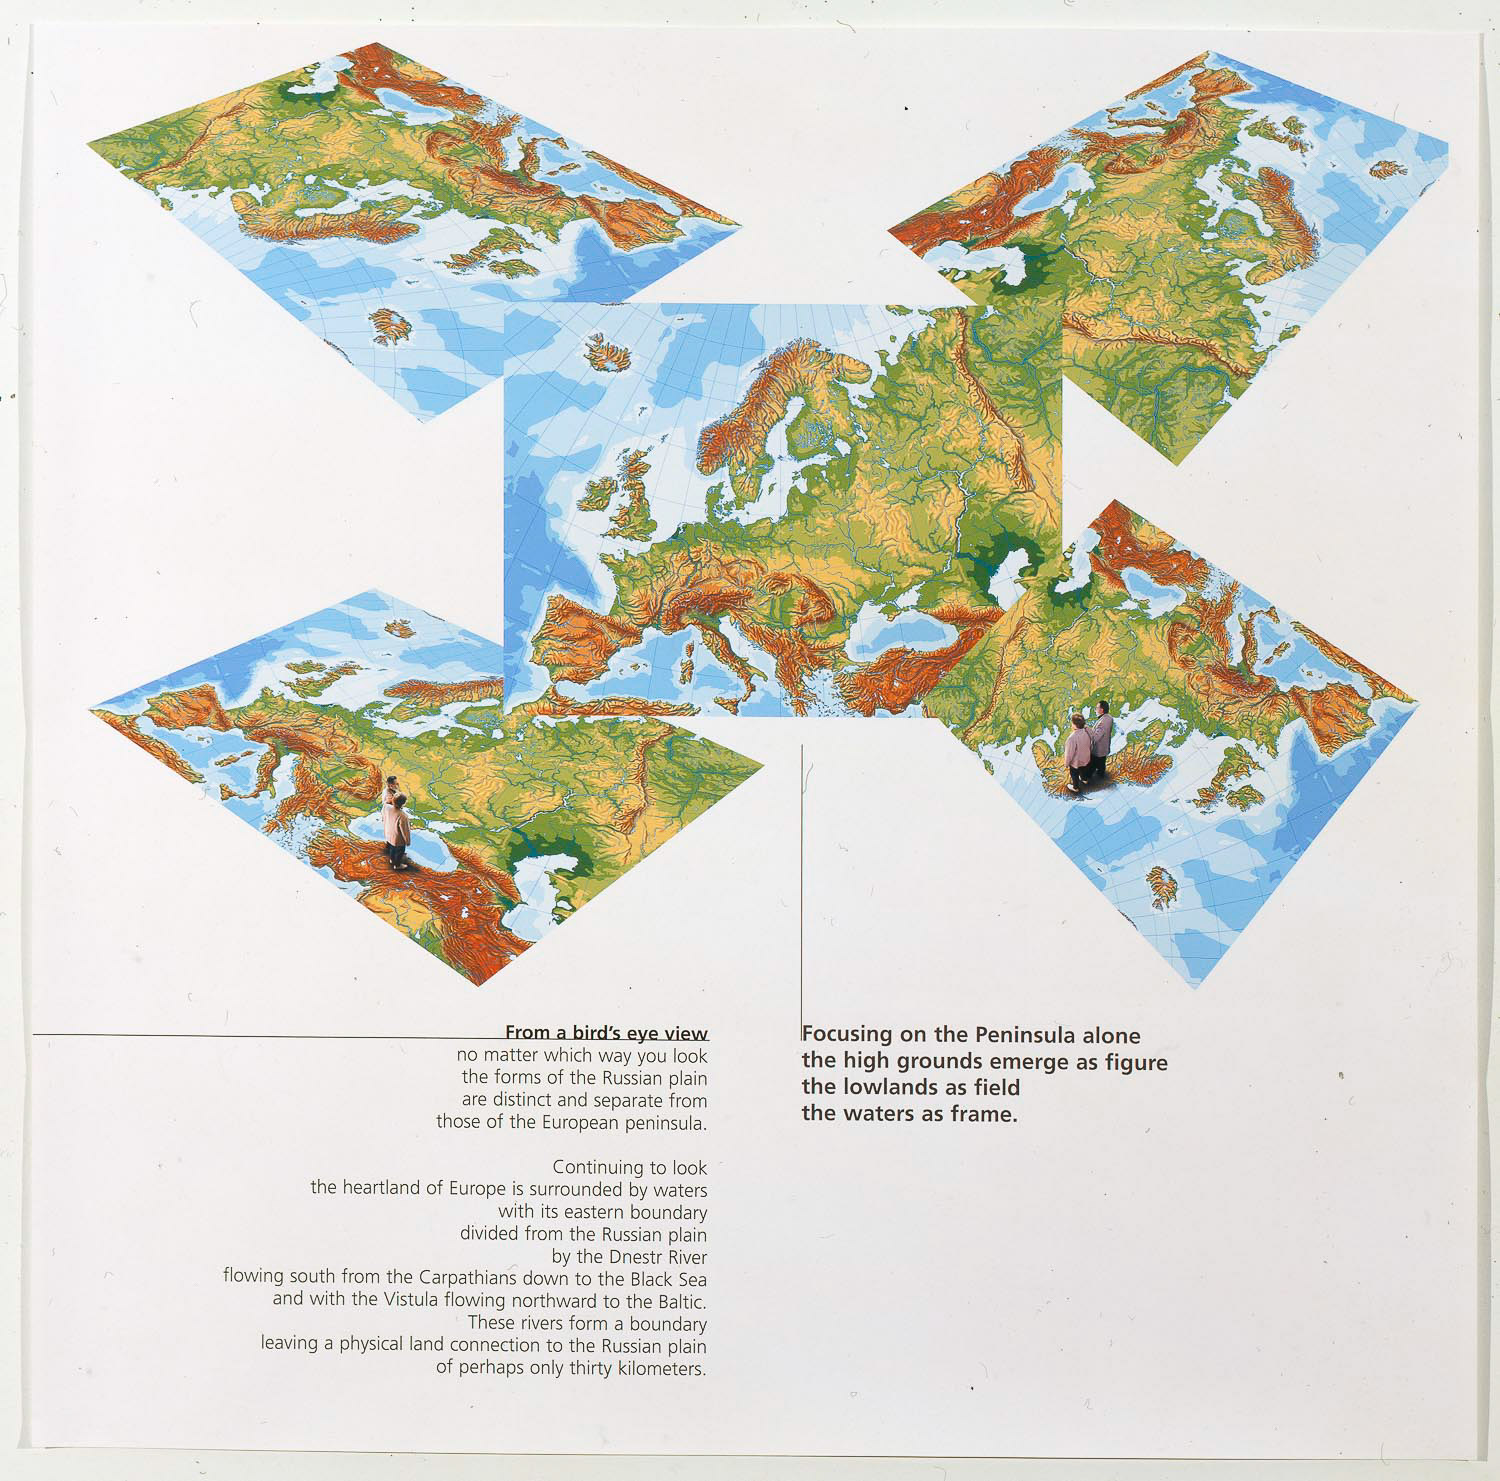 From a bird's eye view
no matter which way you look
the forms of the Russian plain
are distinct and separate from
those of the European peninsula.
Continuing to look
the heartland of Europe is surrounded by waters
with its eastern boundary
divided from the Russian plain
by the Dnestr River
flowing south from the Carpathians down to the Black Sea
and with the Vistula flowing northward to the Baltic.
These rivers form a boundary
leaving a physical land connection to the Russian plain
of perhaps only thirty kilometers.
Focusing on the Peninsula alone
the high grounds emerge as figure
the lowlands as field
the waters as frame.